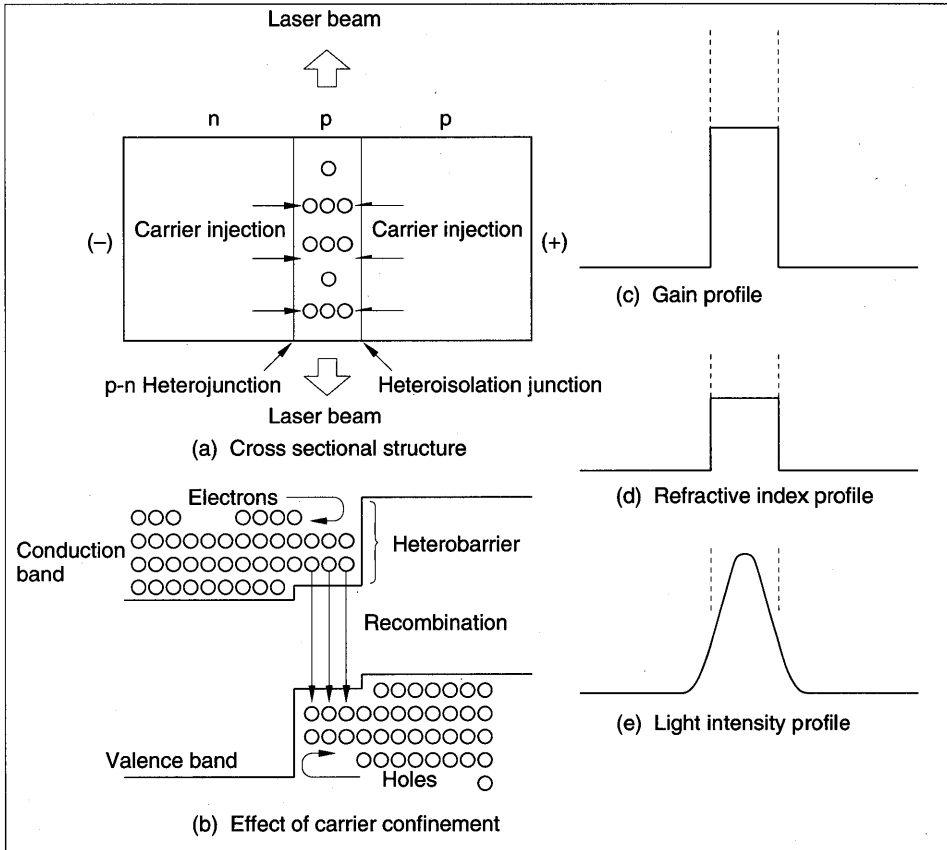 Laser beam
n p p
(–) Carrier injection Carrier injection (+)
p-n Heterojunction Heteroisolation junction
Laser beam
(a) Cross sectional structure
Electrons
Conduction
band
Heterobarrier
Recombination
Valence band
Holes
(b) Effect of carrier confinement
(c) Gain profile
(d) Refractive index profile
(e) Light intensity profile